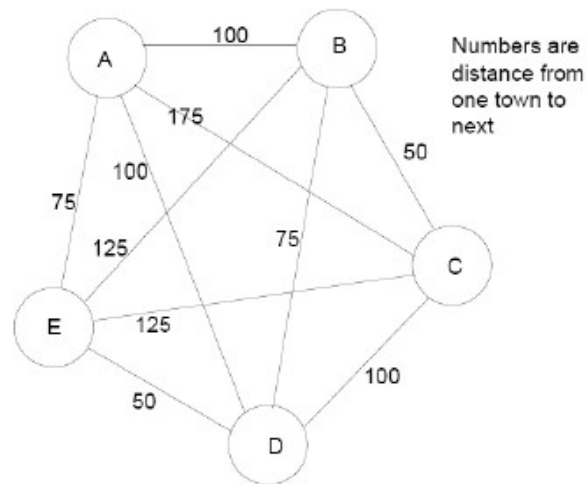 100
A
B
Numbers are
distance from
one town to
next
175
50
100
75
75
125
C
E
125
100
50
D